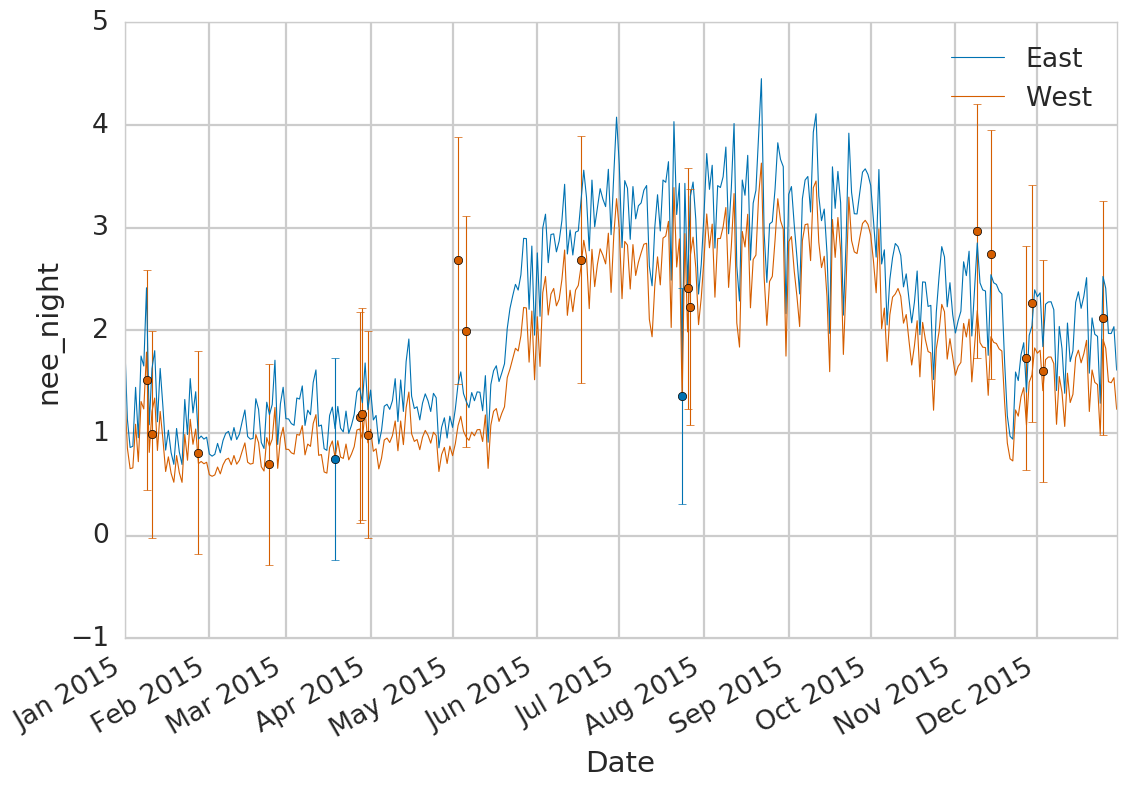 5
4
3
2
1
0
−1
nee_night
East
West
Jan 2015
Feb 2015
Mar 2015
Apr 2015
May 2015
Jun 2015
Jul 2015
Aug 2015
Sep 2015
Oct 2015
Nov 2015
Dec 2015
Date